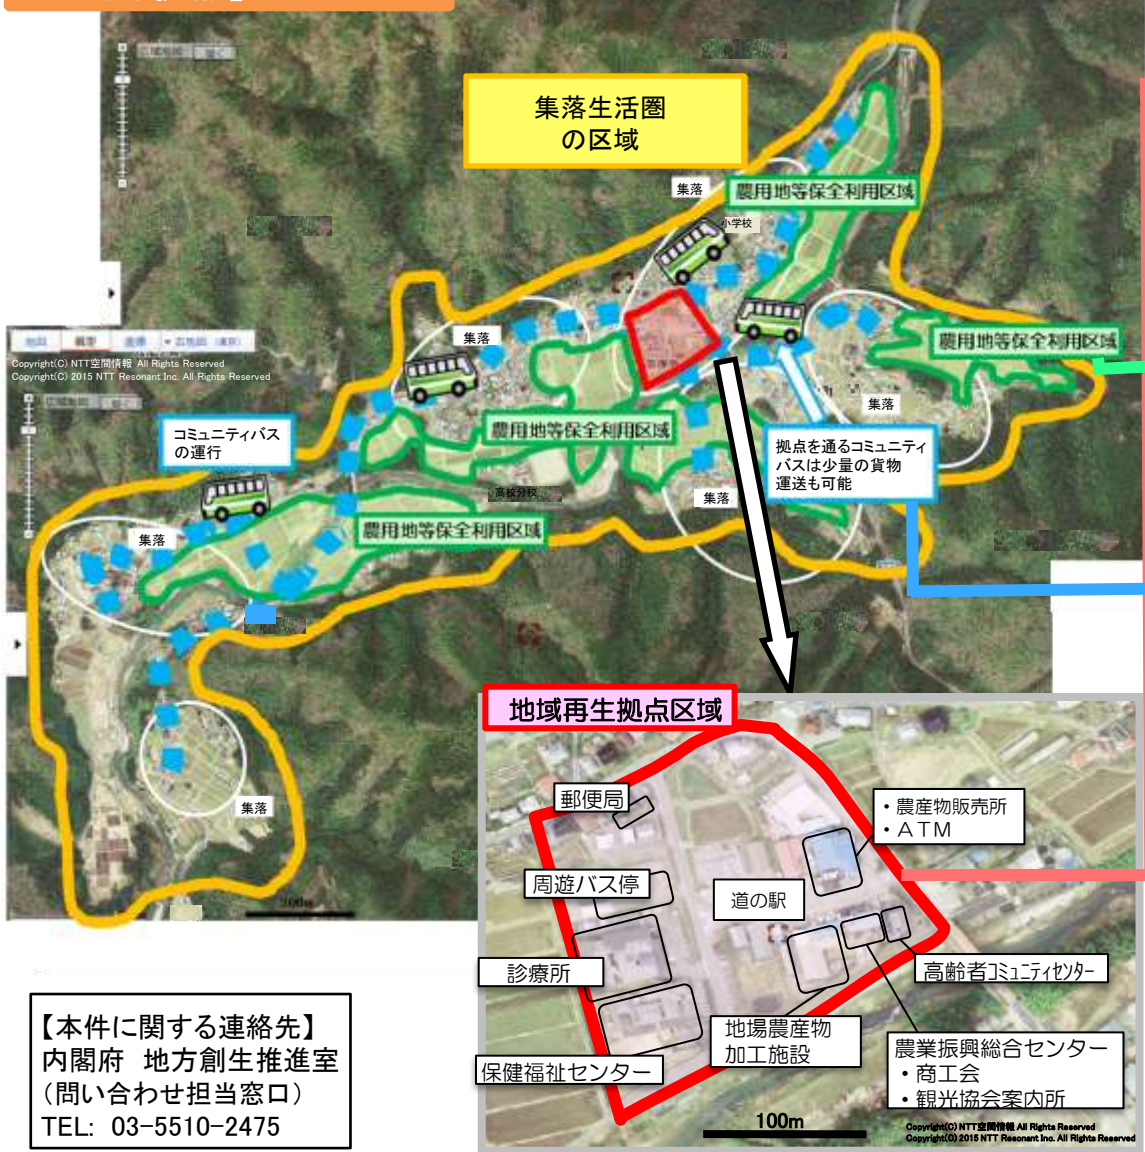 集落生活圏
の区域
集落
農用地等保全利用区域
小学校
Copyright(C) NTT空間情報 All Rights Reserved
Copyright(C) 2015 NTT Resonant Inc. All Rights Reserved
集落
農用地等保全利用区域
集落
コミュニティバス
の運行
農用地等保全利用区域
拠点を通るコミュニティ
バスは少量の貨物
運送も可能
高校分校
集落
農用地等保全利用区域
集落
集落
地域再生拠点区域
郵便局
・農産物販売所
・ATM
周遊バス停
道の駅
診療所
高齢者コミュニティセンター
地場農産物
加工施設
保健福祉センター
農業振興総合センター
・商工会
・観光協会案内所
100m
Copyright(C) NTT空間情報 All Rights Reserved
Copyright(C) 2015 NTT Resonant Inc. All Rights Reserved
【本件に関する連絡先】
内閣府 地方創生推進室
(問い合わせ担当窓口)
TEL: 03-5510-2475